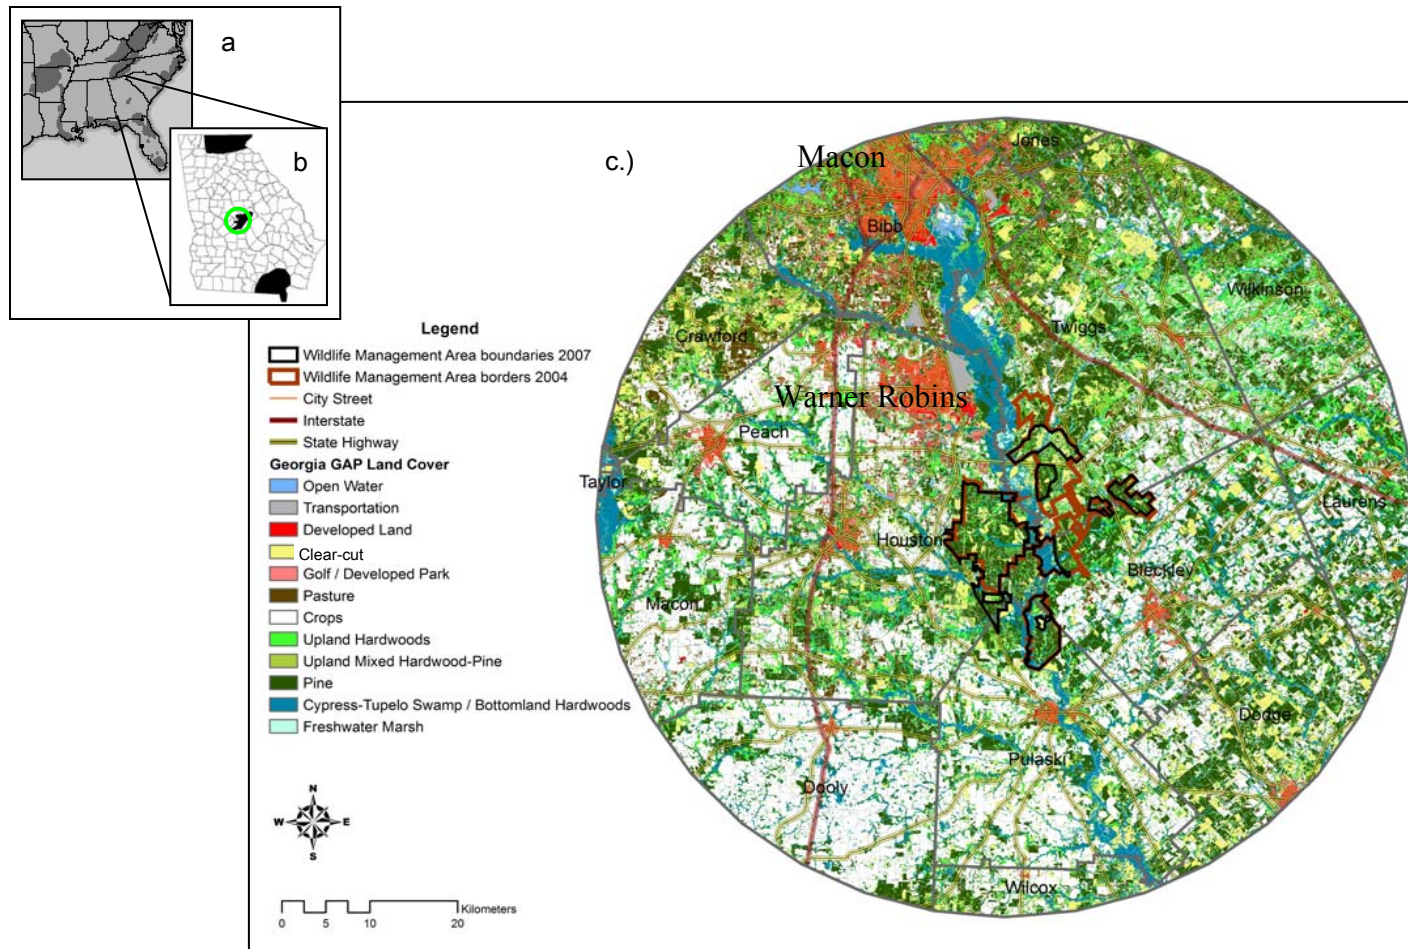 a
b
c.)
Macon
Jones
Bibb
Wilkinson
Twiggs
Crawford
Warner Robins
Peach
Taylor
Laurens
Houston
Bleckley
Macon
Dodge
Pulaski
Dooly
Wilcox
Legend
Wildlife Management Area boundaries 2007
Wildlife Management Area borders 2004
City Street
Interstate
State Highway
Georgia GAP Land Cover
Open Water
Transportation
Developed Land
Clear-cut
Golf / Developed Park
Pasture
Crops
Upland Hardwoods
Upland Mixed Hardwood-Pine
Pine
Cypress-Tupelo Swamp / Bottomland Hardwoods
Freshwater Marsh
N
W E
S
Kilometers
0 5 10 20